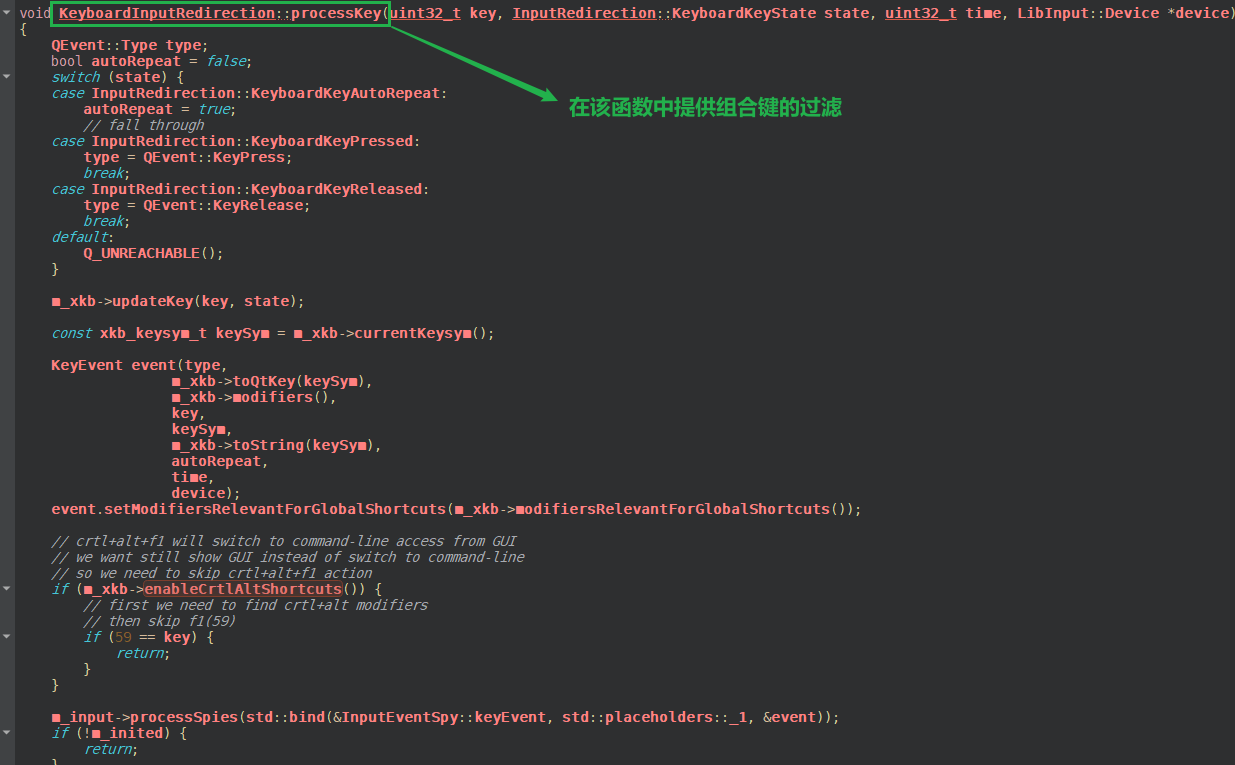 void KeyboardInputRedirection::processKey(uint32_t key, InputRedirection::KeyboardKeyState state, uint32_t time, LibInput::Device *device)
{
    QEvent::Type type;
    bool autoRepeat = false;
    switch (state) {
    case InputRedirection::KeyboardKeyAutoRepeat:
        autoRepeat = true;
在该函数中提供组合键的过滤
        // fall through
    case InputRedirection::KeyboardKeyPressed:
        type = QEvent::KeyPress;
        break;
    case InputRedirection::KeyboardKeyReleased:
        type = QEvent::KeyRelease;
        break;
    default:
        Q_UNREACHABLE();
    }
    m_xkb->updateKey(key, state);
    const xkb_keysym_t keySym = m_xkb->currentKeysym();
    KeyEvent event(type,
                   m_xkb->toQtKey(keySym),
                   m_xkb->modifiers(),
                   key,
                   keySym,
                   m_xkb->toString(keySym),
                   autoRepeat,
                   time,
                   device);
    event.setModifiersRelevantForGlobalShortcuts(m_xkb->modifiersRelevantForGlobalShortcuts());
    // crtl+alt+f1 will switch to command-line access from GUI
    // we want still show GUI instead of switch to command-line
    // so we need to skip crtl+alt+f1 action
    if (m_xkb->enableCrtlAltShortcuts()) {
        // first we need to find crtl+alt modifiers
        // then skip f1(59)
        if (59 == key) {
            return;
        }
    }
    m_input->processSpies(std::bind(&InputEventSpy::keyEvent, std::placeholders::_1, &event));
    if (!m_inited) {
        return;
    }